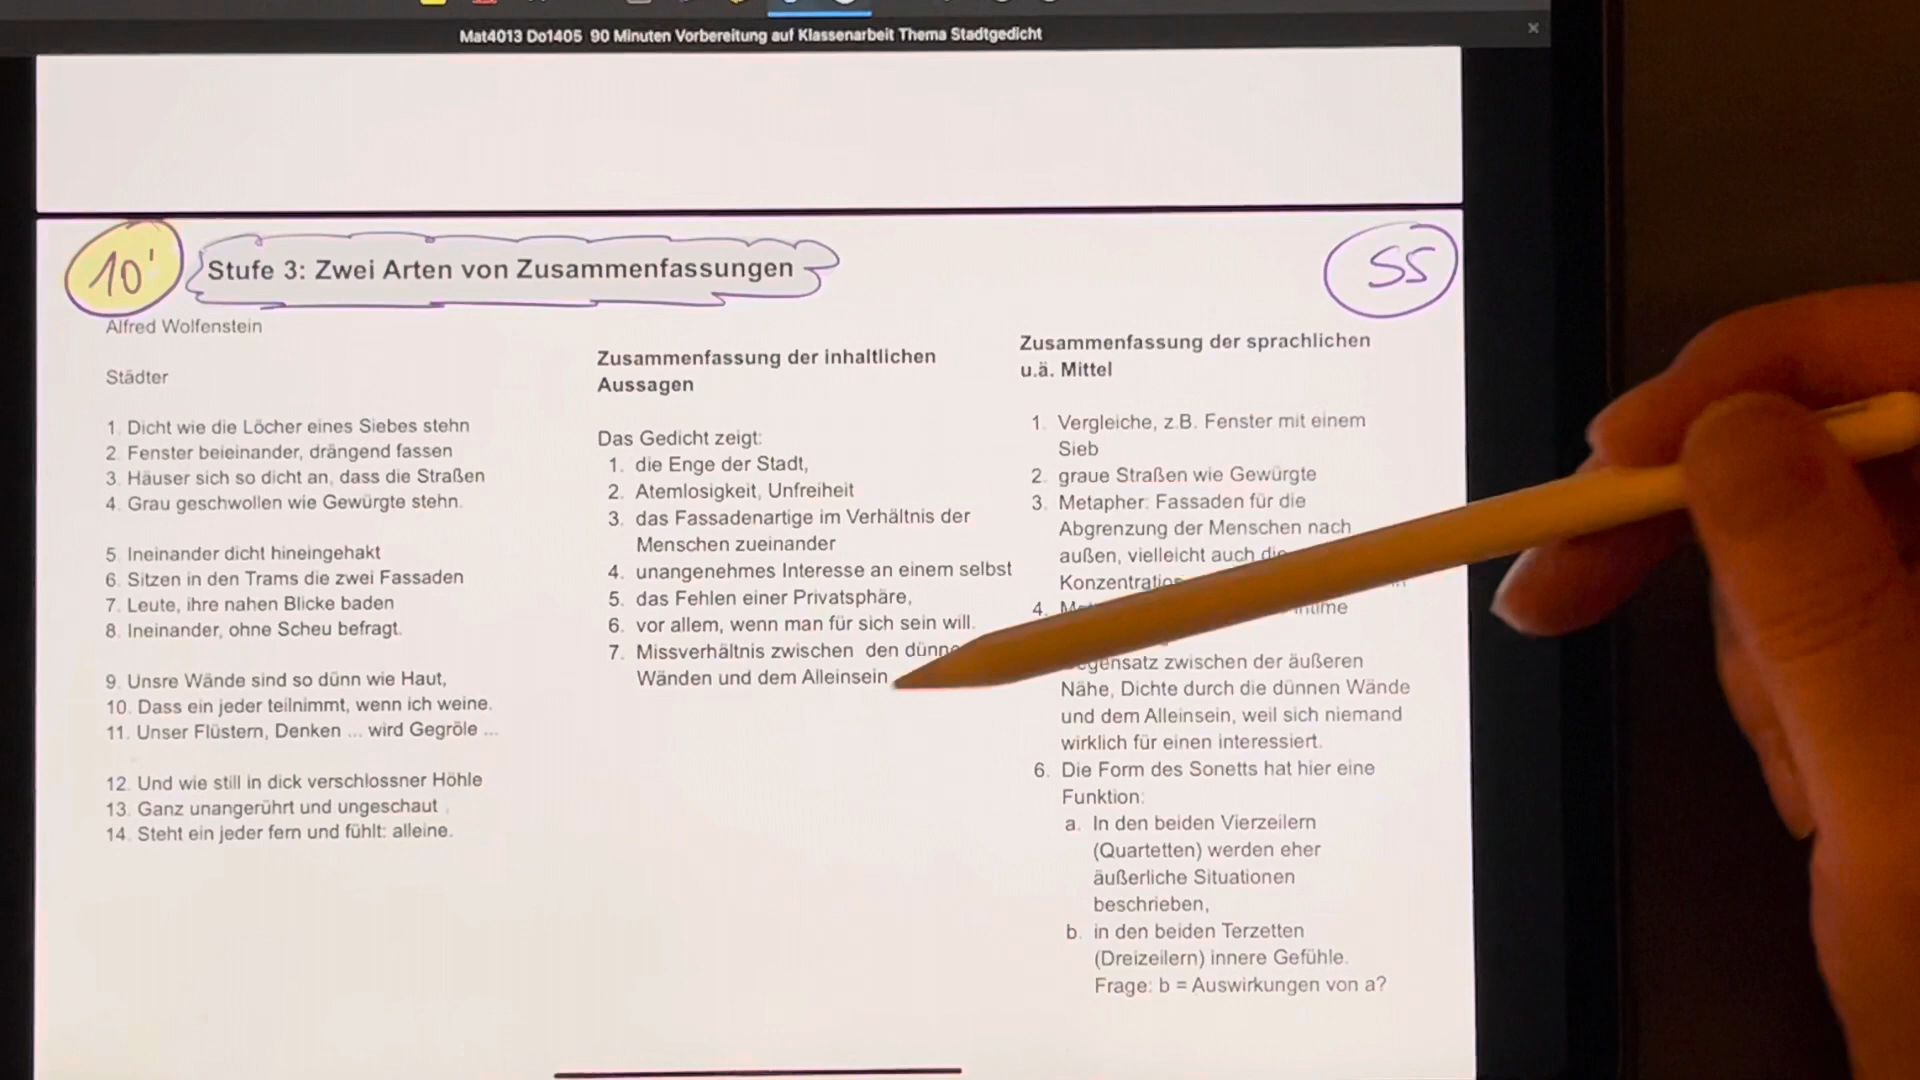 Mat4013 Do1405 90 Minuten Vorbereitung auf Klassenarbeit Thema Stadtgedicht
10'
Stufe 3: Zwei Arten von Zusammenfassungen
SS
Alfred Wolfenstein
Städter
1. Dicht wie die Löcher eines Siebes stehn
2. Fenster beieinander, drängend fassen
3. Häuser sich so dicht an, dass die Straßen
4. Grau geschwollen wie Gewürgte stehn.
5. Ineinander dicht hineingehakt
6. Sitzen in den Trams die zwei Fassaden
7. Leute, ihre nahen Blicke baden
8. Ineinander, ohne Scheu befragt.
9. Unsre Wände sind so dünn wie Haut,
10. Dass ein jeder teilnimmt, wenn ich weine.
11. Unser Flüstern, Denken ... wird Gegröle ...
12. Und wie still in dick verschlossner Höhle
13. Ganz unangerührt und ungeschaut
14. Steht ein jeder fern und fühlt: alleine.
Zusammenfassung der inhaltlichen
Aussagen
Das Gedicht zeigt:
1. die Enge der Stadt,
2. Atemlosigkeit, Unfreiheit
3. das Fassadenartige im Verhältnis der
Menschen zueinander
4. unangenehmes Interesse an einem selbst
5. das Fehlen einer Privatsphäre,
6. vor allem, wenn man für sich sein will.
7. Missverhältnis zwischen den
Wänden und dem Alleinsein
Zusammenfassung der sprachlichen
u.ä. Mittel
1. Vergleiche, z.B. Fenster mit einem
Sieb
2. graue Straßen wie Gewürgte
3. Metapher: Fassaden für die
Abgrenzung der Menschen nach
außen, vielleicht auch
4.
zwischen der äußeren
Nähe, Dichte durch die dünnen Wände
und dem Alleinsein, weil sich niemand
wirklich für einen interessiert.
6. Die Form des Sonetts hat hier eine
Funktion:
a. In den beiden Vierzeilern
(Quartetten) werden eher
äußerliche Situationen
beschrieben,
b. in den beiden Terzetten
(Dreizeilern) innere Gefühle.
Frage: b = Auswirkungen von a?